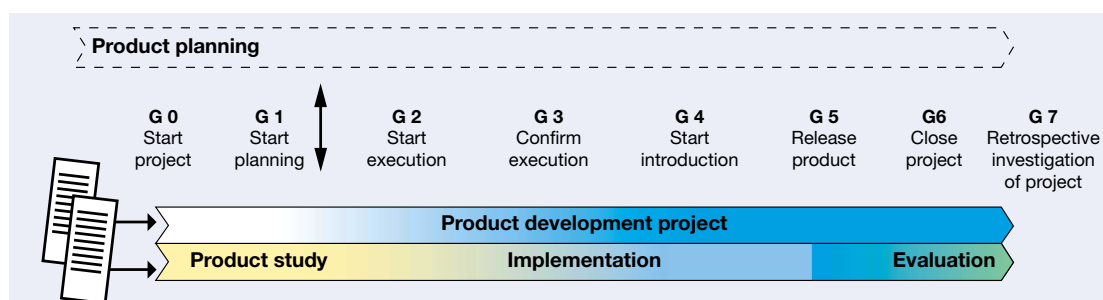 Product planning
G 0
Start
project
G 1
Start
planning
G 2
Start
execution
G 3
Confirm
execution
G 4
Start
introduction
G 5
Release
product
G6
Close
project
G 7
Retrospective
investigation
of project
Product development project
Product study Implementation Evaluation